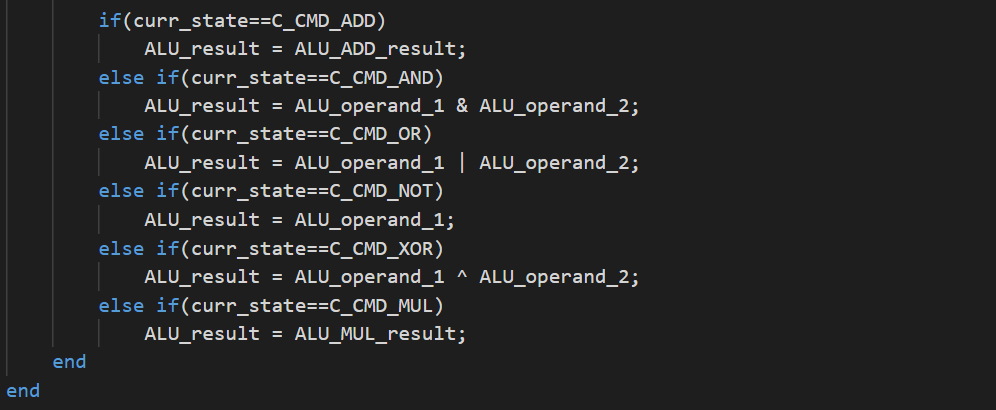 if(curr_state==C_CMD_ADD)
ALU_result = ALU_ADD_result;
else if(curr_state==C_CMD_AND)
ALU_result = ALU_operand_1 & ALU_operand_2;
else if(curr_state==C_CMD_OR)
ALU_result = ALU_operand_1 | ALU_operand_2;
else if(curr_state==C_CMD_NOT)
ALU_result = ALU_operand_1;
else if(curr_state==C_CMD_XOR)
ALU_result = ALU_operand_1 ^ ALU_operand_2;
else if(curr_state==C_CMD_MUL)
ALU_result = ALU_MUL_result;
end
end